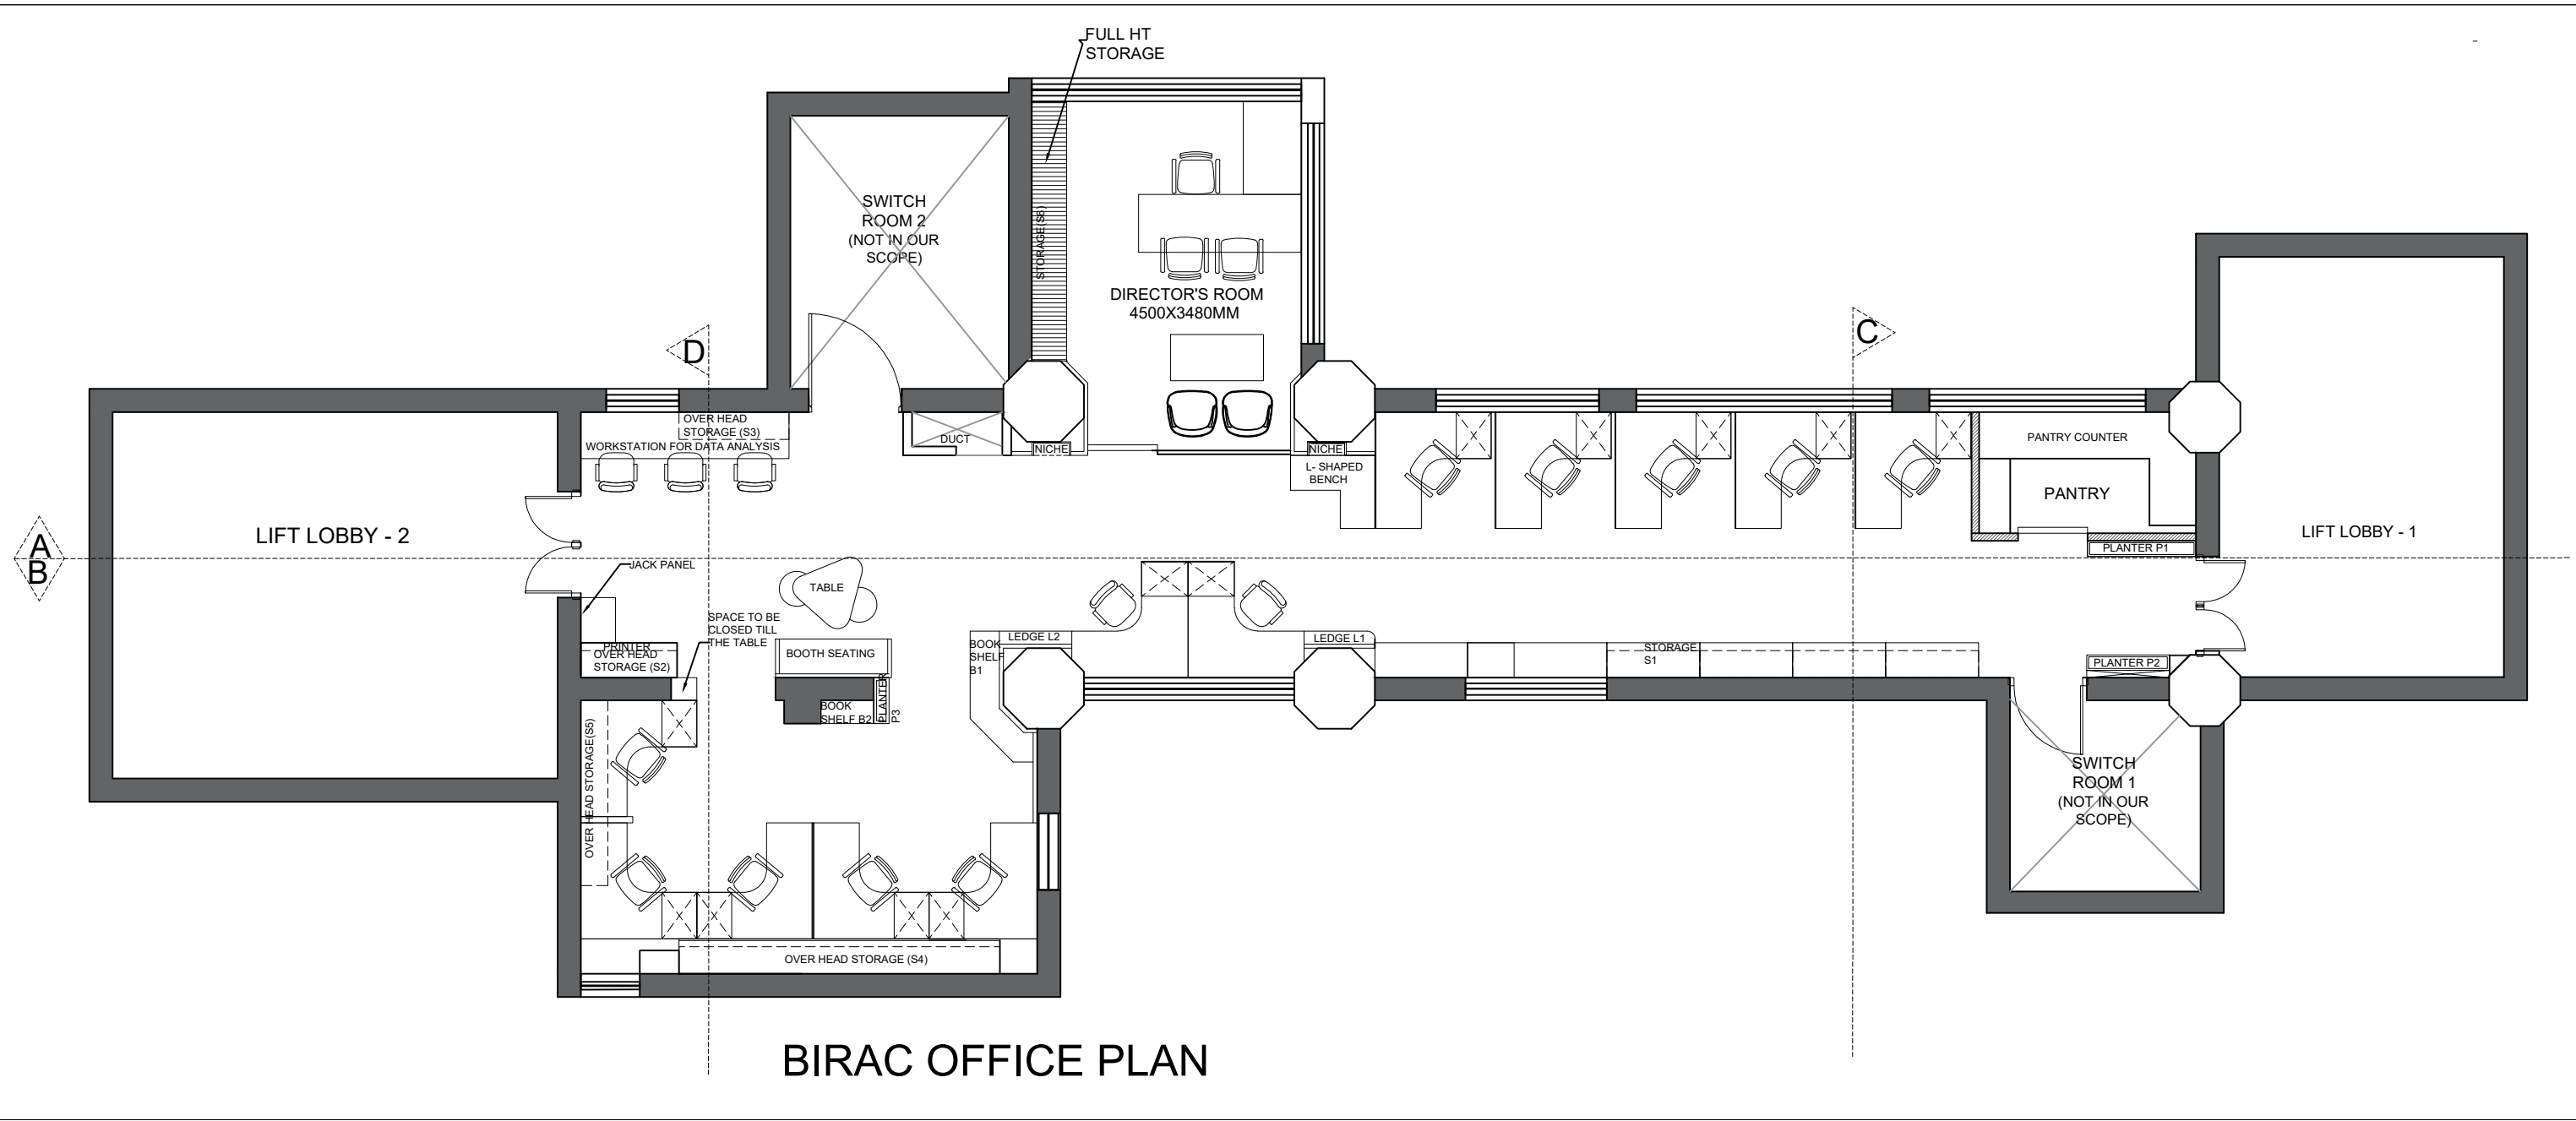 FULL HT
STORAGE
SWITCH
ROOM 2
(NOT IN OUR
SCOPE)
STORAGE(S6)
DIRECTOR'S ROOM
4500X3480MM
D
C
OVER HEAD
STORAGE (S3)
WORKSTATION FOR DATA ANALYSIS
DUCT
NICHE
NICHE
L- SHAPED
BENCH
PANTRY COUNTER
PANTRY
LIFT LOBBY - 2
LIFT LOBBY - 1
A
B
PLANTER P1
JACK PANEL
TABLE
SPACE TO BE
CLOSED TILL
THE TABLE
PRINTER
OVER HEAD
STORAGE (S2)
BOOTH SEATING
BOOK
SHELF
B1
LEDGE L2
LEDGE L1
STORAGE
S1
PLANTER P2
BOOK
SHELF B2
PLANTER
P3
OVER HEAD STORAGE(S5)
SWITCH
ROOM 1
(NOT IN OUR
SCOPE)
OVER HEAD STORAGE (S4)
BIRAC OFFICE PLAN